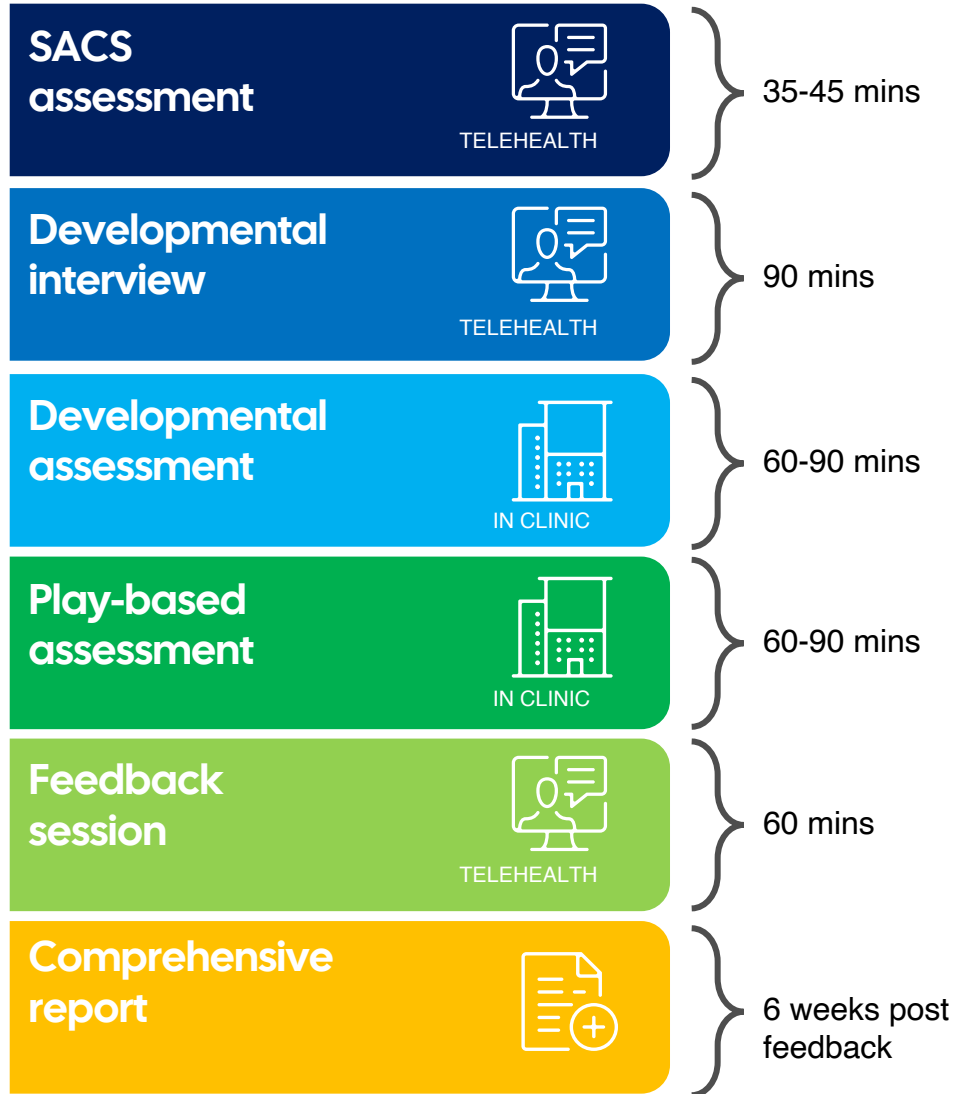 SACS
assessment
TELEHEALTH
35-45 mins
Developmental
interview
TELEHEALTH
90 mins
Developmental
assessment
IN CLINIC
60-90 mins
Play-based
assessment
IN CLINIC
60-90 mins
Feedback
session
TELEHEALTH
60 mins
Comprehensive
report
6 weeks post
feedback